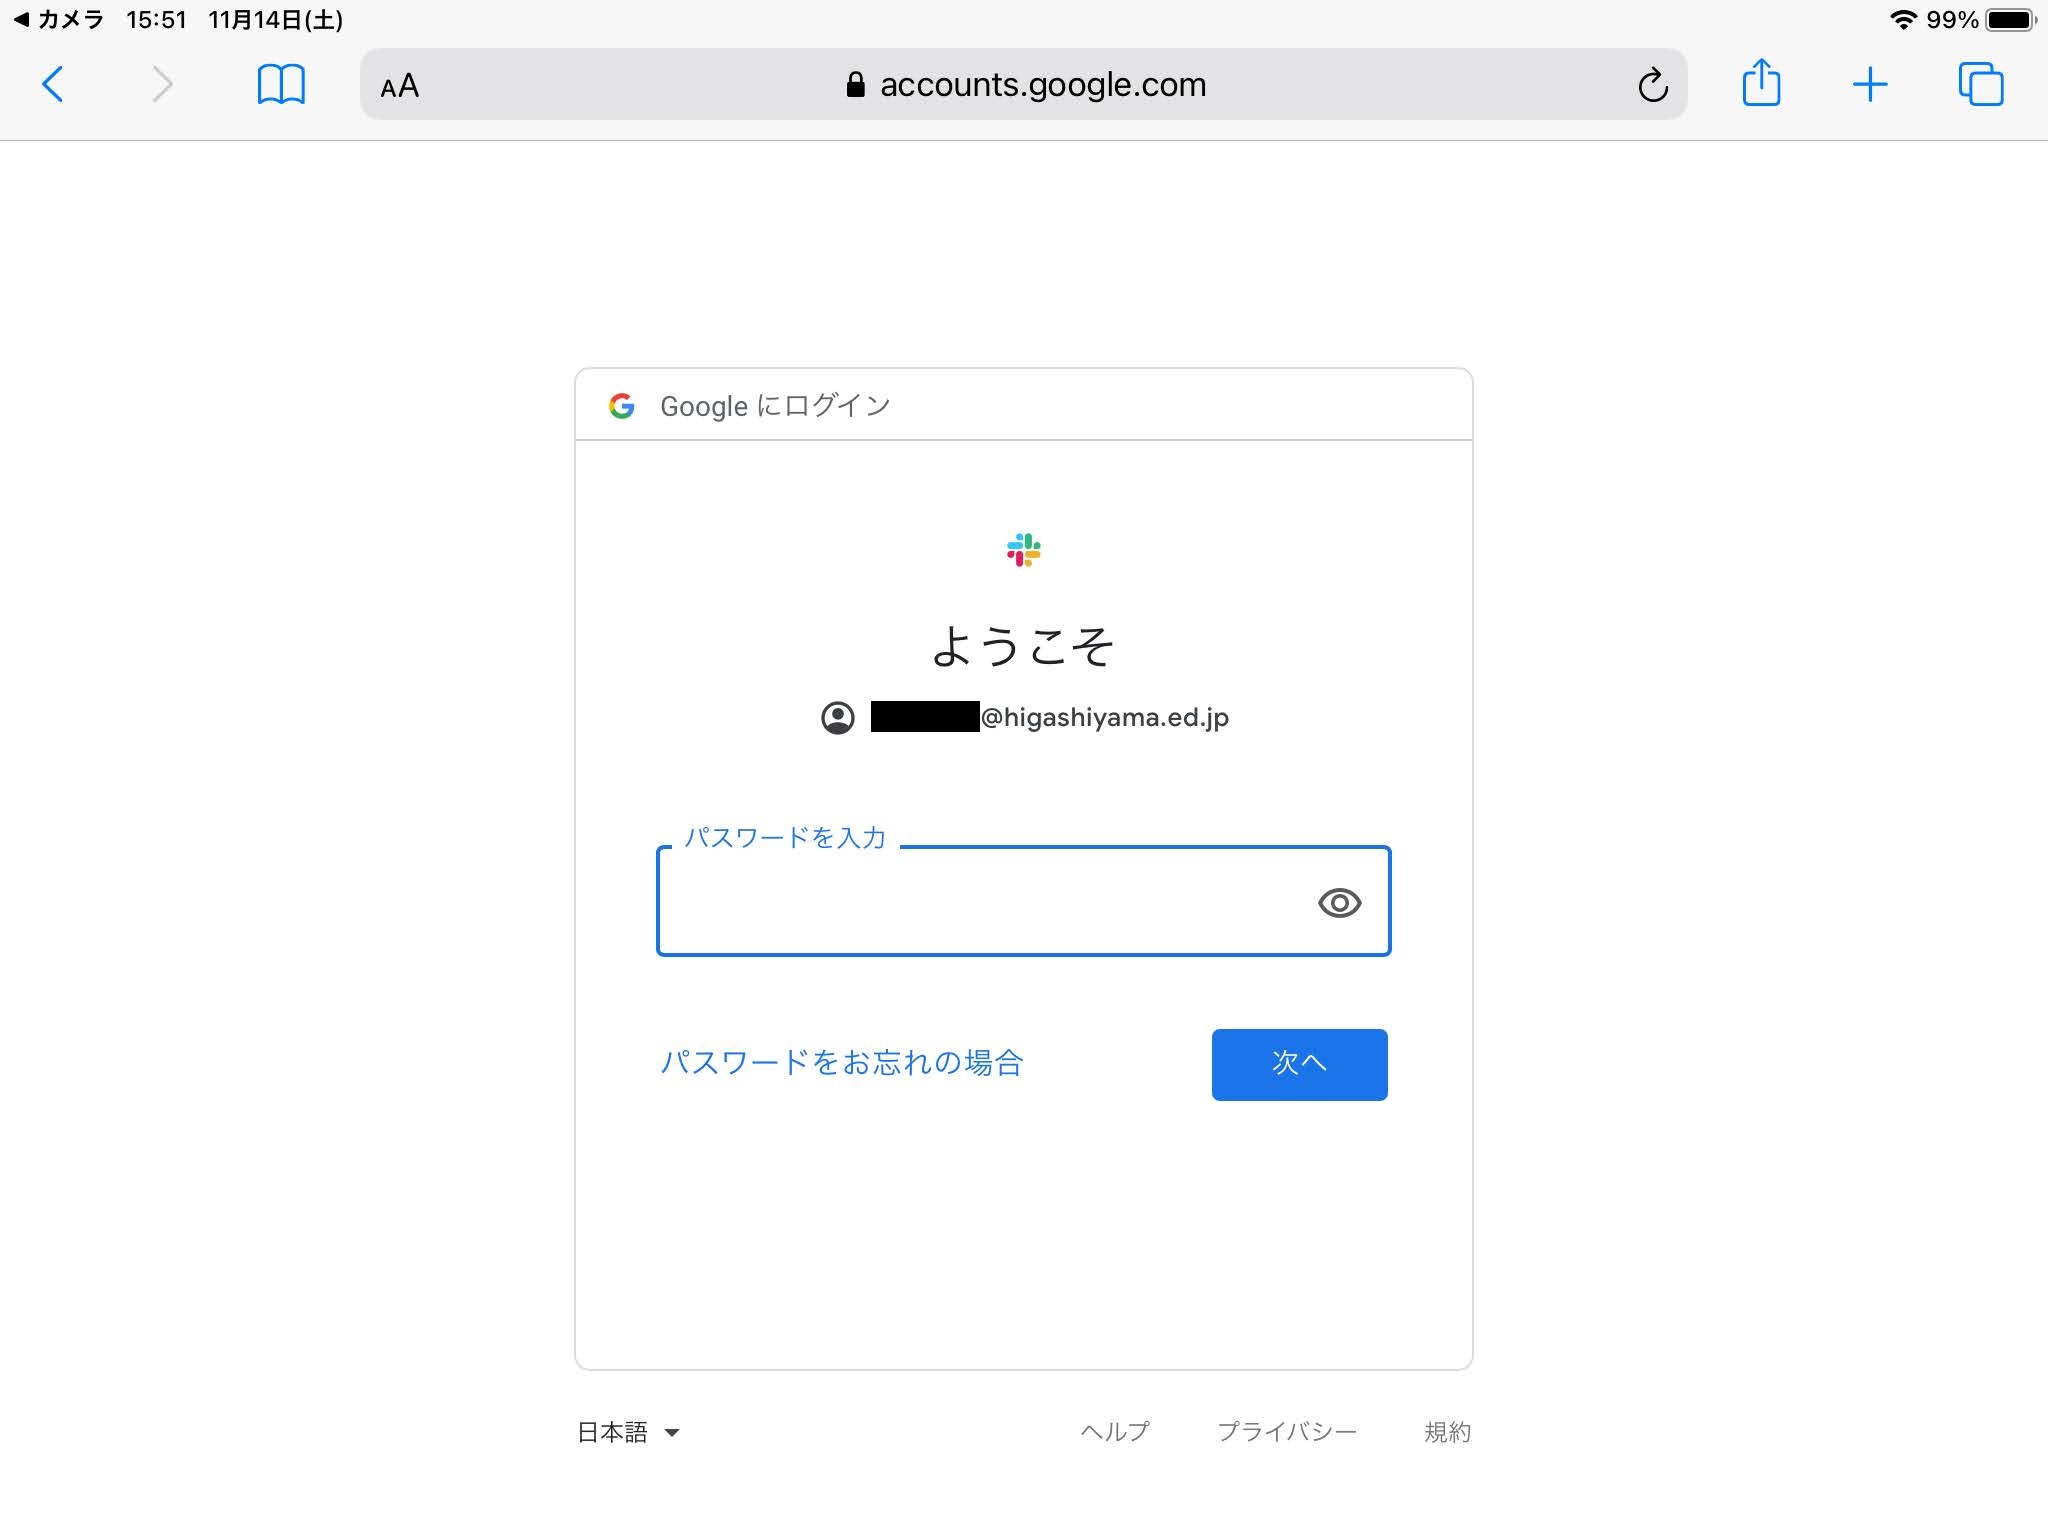 カメラ 15:51 11月14日(土) 99%
AA accounts.google.com
Google にログイン
ようこそ
@higashiyama.ed.jp
パスワードを入力
パスワードをお忘れの場合 次へ
日本語 ヘルプ プライバシー 規約